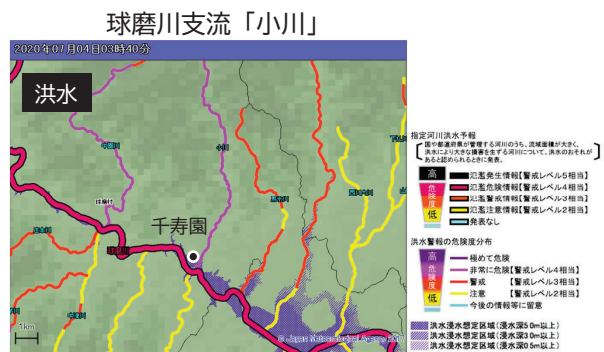 球磨川支流「小川」
2020年07月04日03時40分
洪水
小川
千寿園
球磨川
1km
指定河川洪水予報
国や都道府県が管理する河川のうち、流域面積が大きく、
洪水により大きな損害を生ずる河川について、洪水のおそれが
あると認められるときに発表。
高
危険度
低
氾濫発生情報【警戒レベル5相当】
氾濫危険情報【警戒レベル4相当】
氾濫警戒情報【警戒レベル3相当】
氾濫注意情報【警戒レベル2相当】
発表なし
洪水警報の危険度分布
高
危険度
低
極めて危険
非常に危険【警戒レベル4相当】
警戒 【警戒レベル3相当】
注意 【警戒レベル2相当】
今後の情報等に留意
洪水浸水想定区域(浸水深5.0m以上)
洪水浸水想定区域(浸水深3.0m以上)
洪水浸水想定区域(浸水深0.5m以上)